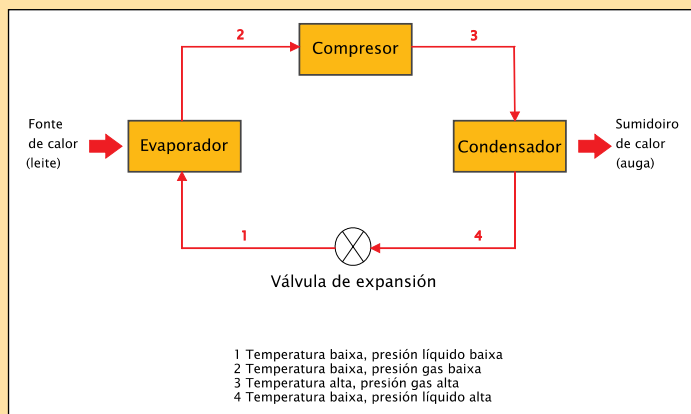 2
Compresor
3
Fonte
de calor
(leite)
Evaporador
Condensador
Sumidoiro
de calor
(auga)
1
4
Válvula de expansión
1 Temperatura baixa, presión líquido baixa
2 Temperatura baixa, presión gas baixa
3 Temperatura alta, presión gas alta
4 Temperatura baixa, presión líquido alta